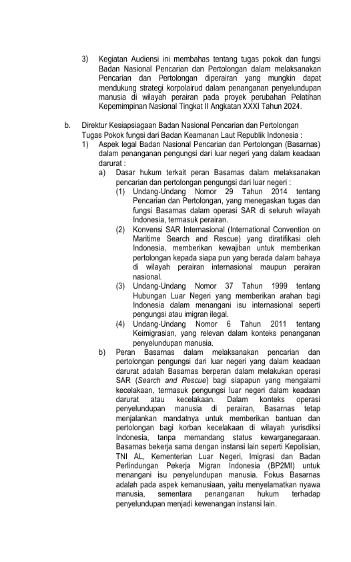 3) Kegiatan Audiensi ini membahas tentang tugas pokok dan fungsi
Badan Nasional Pencarian dan Pertolongan dalam melaksanakan
Pencarian dan Pertolongan diperairan yang mungkin dapat
mendukung strategi korpolairud dalam penanganan penyelundupan
manusia di wilayah perairan pada proyek perubahan Pelatihan
Kepemimpinan Nasional Tingkat II Angkatan XXXI Tahun 2024.
b. Direktur Kesiapsiagaan Badan Nasional Pencarian dan Pertolongan
Tugas Pokok fungsi dari Badan Keamanan Laut Republik Indonesia :
1) Aspek legal Badan Nasional Pencarian dan Pertolongan (Basarnas)
dalam penanganan pengungsi dari luar negeri yang dalam keadaan
darurat :
a) Dasar hukum terkait peran Basarnas dalam melaksanakan
pencarian dan pertolongan pengungsi dari luar negeri :
(1) Undang-Undang Nomor 29 Tahun 2014 tentang
Pencarian dan Pertolongan, yang menegaskan tugas dan
fungsi Basarnas dalam operasi SAR di seluruh wilayah
Indonesia, termasuk perairan.
(2) Konvensi SAR Internasional (International Convention on
Maritime Search and Rescue) yang diratifikasi oleh
Indonesia, memberikan kewajiban untuk memberikan
pertolongan kepada siapa pun yang berada dalam bahaya
di wilayah perairan internasional maupun perairan
nasional.
(3) Undang-Undang Nomor 37 Tahun 1999 tentang
Hubungan Luar Negeri yang memberikan arahan bagi
Indonesia dalam menangani isu internasional seperti
pengungsi atau imigran ilegal.
(4) Undang-Undang Nomor 6 Tahun 2011 tentang
Keimigrasian, yang relevan dalam konteks penanganan
penyelundupan manusia.
b) Peran Basarnas dalam melaksanakan pencarian dan
pertolongan pengungsi dari luar negeri yang dalam keadaan
darurat adalah Basarnas berperan dalam melakukan operasi
SAR (Search and Rescue) bagi siapapun yang mengalami
kecelakaan, termasuk pengungsi luar negeri dalam keadaan
darurat atau kecelakaan. Dalam konteks operasi
penyelundupan manusia di perairan, Basarnas tetap
menjalankan mandatnya untuk memberikan bantuan dan
pertolongan bagi korban kecelakaan di wilayah yurisdiksi
Indonesia, tanpa memandang status kewarganegaraan.
Basarnas bekerja sama dengan instansi lain seperti Kepolisian,
TNI AL, Kementerian Luar Negeri, Imigrasi dan Badan
Perlindungan Pekerja Migran Indonesia (BP2MI) untuk
menangani isu penyelundupan manusia. Fokus Basarnas
adalah pada aspek kemanusiaan, yaitu menyelamatkan nyawa
manusia, sementara penanganan hukum terhadap
penyelundup menjadi kewenangan instansi lain.